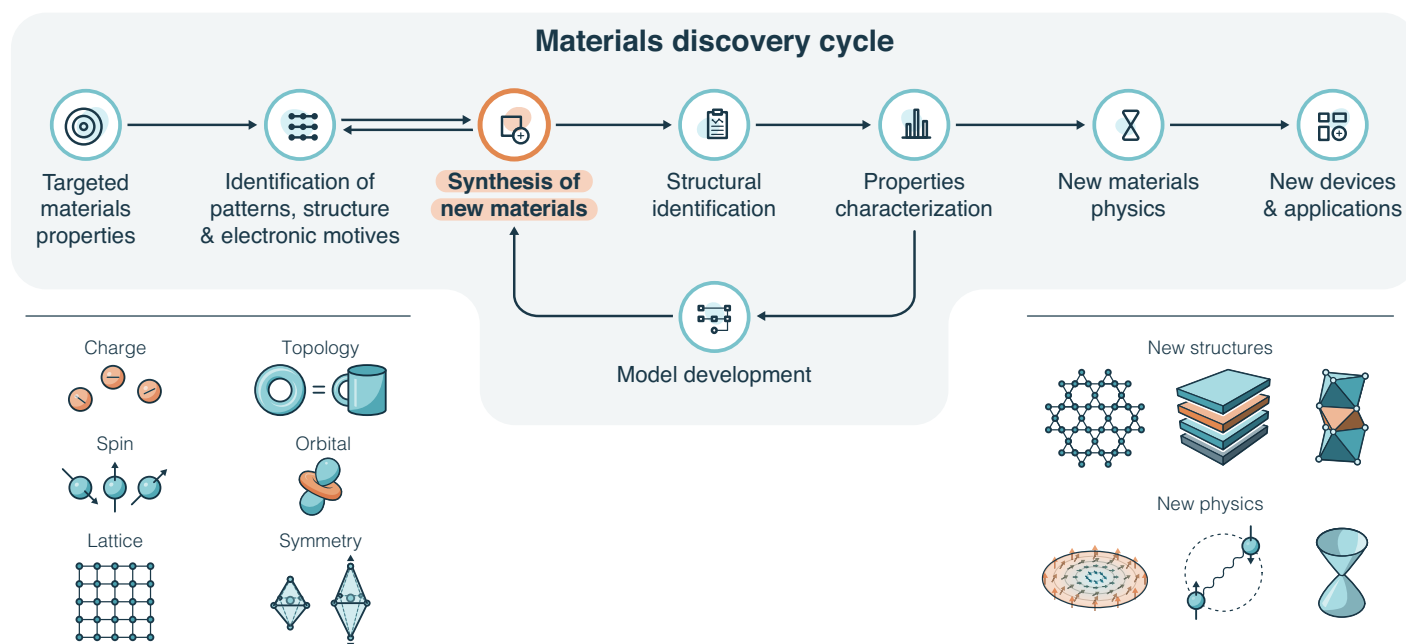 Materials discovery cycle
Targeted
materials
properties
Identification of
patterns, structure
& electronic motives
Synthesis of
new materials
Structural
identification
Properties
characterization
New materials
physics
New devices
& applications
Model development
Charge
Topology
=
Spin
Orbital
Lattice
Symmetry
New structures
New physics